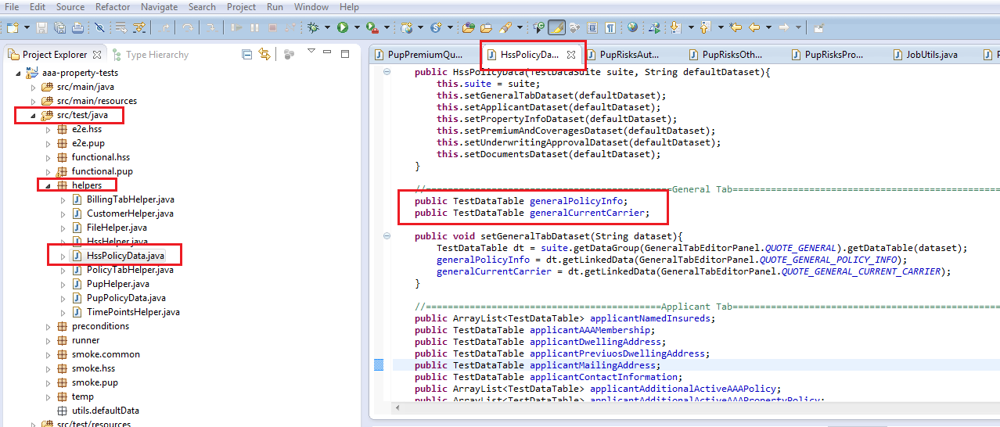 File Edit Source Refactor Navigate Search Project Run Window Help
Project Explorer
Type Hierarchy
aaa-property-tests
src/main/java
src/main/resources
src/test/java
e2e.hss
e2e.pup
functional.hss
functional.pup
helpers
BillingTabHelper.java
CustomerHelper.java
FileHelper.java
HssHelper.java
HssPolicyData.java
PolicyTabHelper.java
PupHelper.java
PupPolicyData.java
TimePointsHelper.java
preconditions
runner
smoke.common
smoke.hss
smoke.pup
temp
utils.defaultData
src/test/resources
PupPremiumQu... HssPolicyDa... PupRisksAut... PupRisksOth... PupRisksPro... JobUtils.java
public HssPolicyData(TestDataSuite suite, String defaultDataset){
this.suite = suite;
this.setGeneralTabDataset(defaultDataset);
this.setApplicantDataset(defaultDataset);
this.setPropertyInfoDataset(defaultDataset);
this.setPremiumAndCoveragesDataset(defaultDataset);
this.setUnderwritingApprovalDataset(defaultDataset);
this.setDocumentsDataset(defaultDataset);
}
//=============================================General Tab=================================================
public TestDataTable generalPolicyInfo;
public TestDataTable generalCurrentCarrier;
public void setGeneralTabDataset(String dataset){
TestDataTable dt = suite.getDataGroup(GeneralTabEditorPanel.QUOTE_GENERAL).getDataTable(dataset);
generalPolicyInfo = dt.getLinkedData(GeneralTabEditorPanel.QUOTE_GENERAL_POLICY_INFO);
generalCurrentCarrier = dt.getLinkedData(GeneralTabEditorPanel.QUOTE_GENERAL_CURRENT_CARRIER);
}
//===========================================Applicant Tab=================================================
public ArrayList<TestDataTable> applicantNamedInsureds;
public TestDataTable applicantAAAMembership;
public TestDataTable applicantDwellingAddress;
public TestDataTable applicantPreviuosDwellingAddress;
public TestDataTable applicantMailingAddress;
public TestDataTable applicantContactInformation;
public ArrayList<TestDataTable> applicantAdditionalActiveAAAPolicy;
public ArrayList<TestDataTable> applicantAdditionalActiveAAAPropertyPolicy;